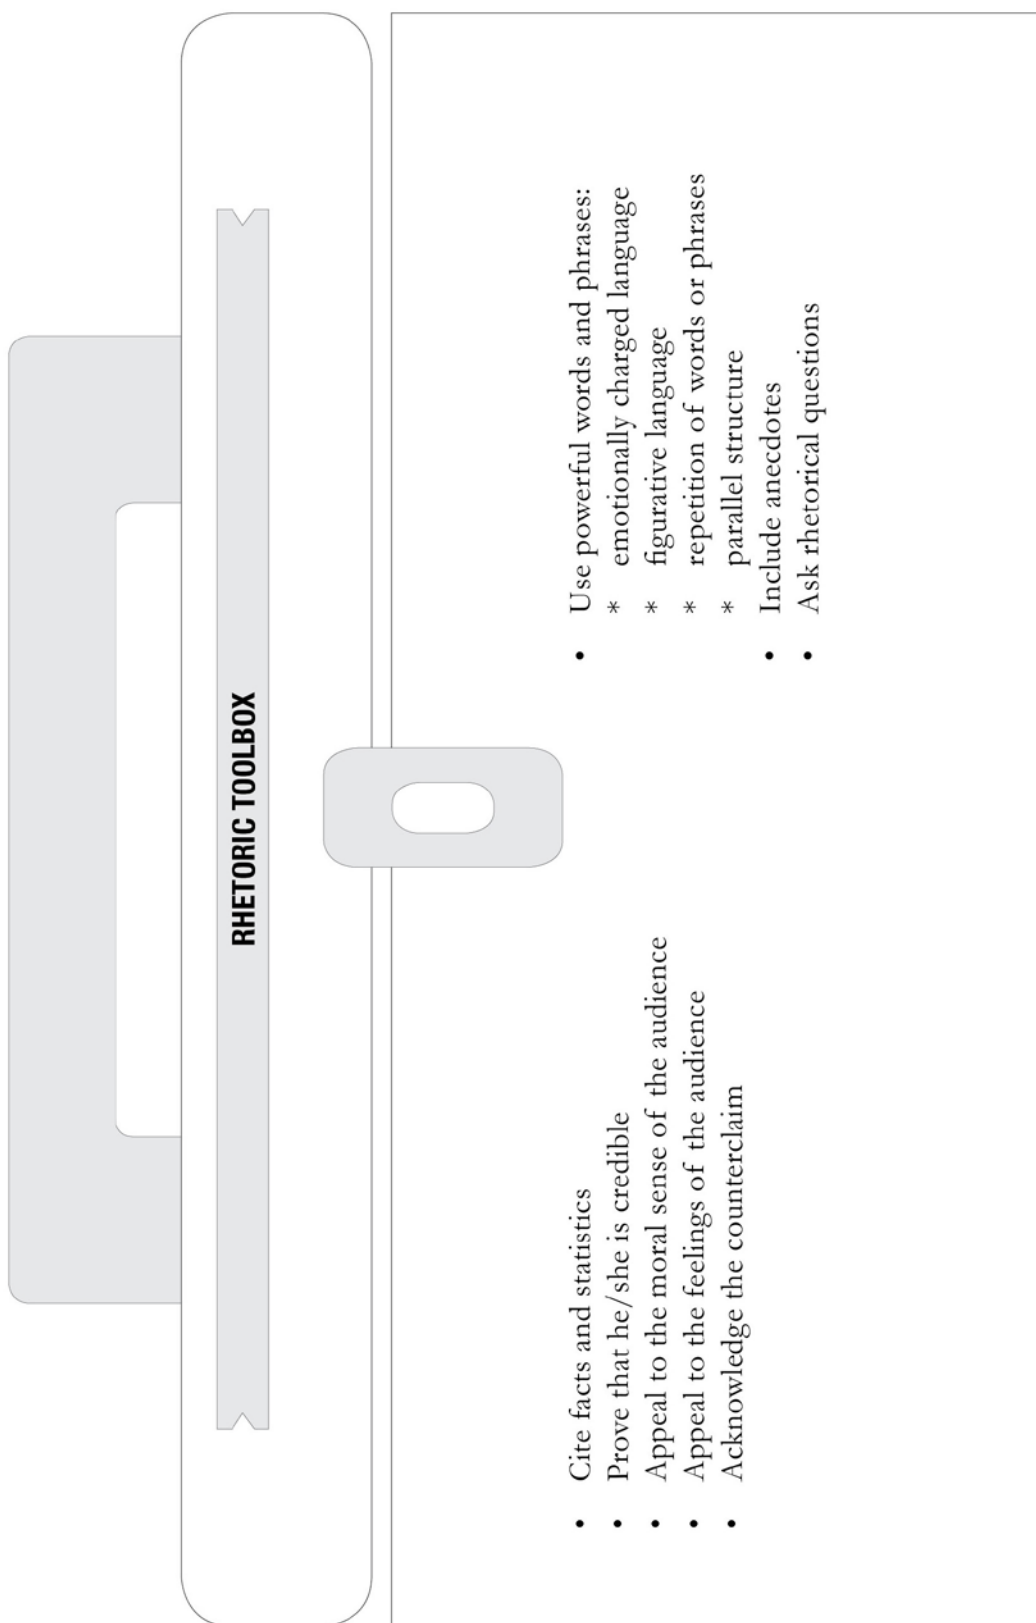 RHETORIC TOOLBOX
• Cite facts and statistics
• Prove that he/she is credible
• Appeal to the moral sense of the audience
• Appeal to the feelings of the audience
• Acknowledge the counterclaim
• Use powerful words and phrases:
* emotionally charged language
* figurative language
* repetition of words or phrases
* parallel structure
• Include anecdotes
• Ask rhetorical questions